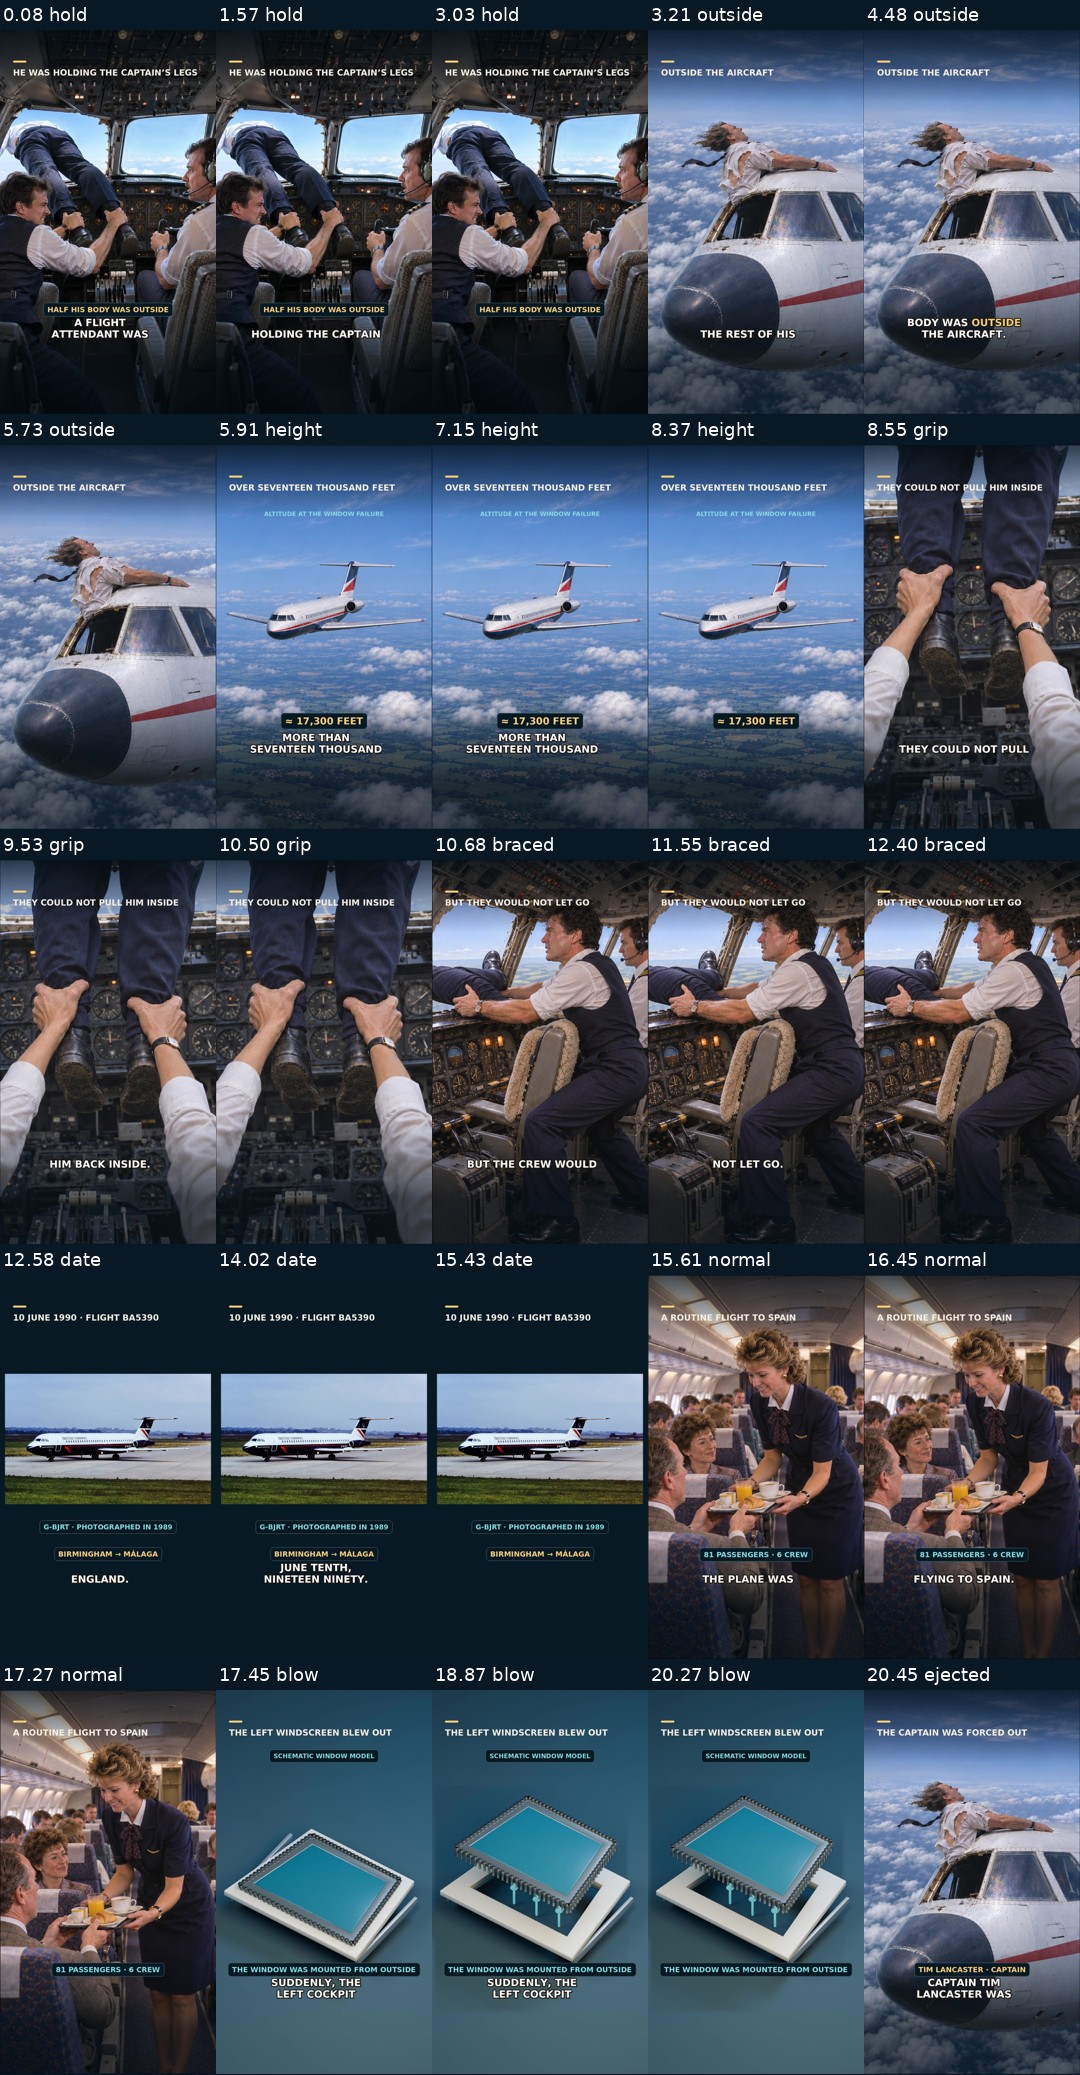 0.08 hold
HE WAS HOLDING THE CAPTAIN'S LEGS
HALF HIS BODY WAS OUTSIDE
A FLIGHT
ATTENDANT WAS
1.57 hold
HE WAS HOLDING THE CAPTAIN'S LEGS
HALF HIS BODY WAS OUTSIDE
HOLDING THE CAPTAIN
3.03 hold
HE WAS HOLDING THE CAPTAIN'S LEGS
HALF HIS BODY WAS OUTSIDE
3.21 outside
OUTSIDE THE AIRCRAFT
THE REST OF HIS
4.48 outside
OUTSIDE THE AIRCRAFT
BODY WAS OUTSIDE
THE AIRCRAFT.
5.73 outside
OUTSIDE THE AIRCRAFT
5.91 height
OVER SEVENTEEN THOUSAND FEET
ALTITUDE AT THE WINDOW FAILURE
≈ 17,300 FEET
MORE THAN
SEVENTEEN THOUSAND
7.15 height
OVER SEVENTEEN THOUSAND FEET
ALTITUDE AT THE WINDOW FAILURE
≈ 17,300 FEET
MORE THAN
SEVENTEEN THOUSAND
8.37 height
OVER SEVENTEEN THOUSAND FEET
ALTITUDE AT THE WINDOW FAILURE
≈ 17,300 FEET
8.55 grip
THEY COULD NOT PULL HIM INSIDE
THEY COULD NOT PULL
9.53 grip
THEY COULD NOT PULL HIM INSIDE
HIM BACK INSIDE.
10.50 grip
THEY COULD NOT PULL HIM INSIDE
10.68 braced
BUT THEY WOULD NOT LET GO
BUT THE CREW WOULD
11.55 braced
BUT THEY WOULD NOT LET GO
NOT LET GO.
12.40 braced
BUT THEY WOULD NOT LET GO
12.58 date
10 JUNE 1990 · FLIGHT BA5390
G-BJRT · PHOTOGRAPHED IN 1989
BIRMINGHAM → MÁLAGA
ENGLAND.
14.02 date
10 JUNE 1990 · FLIGHT BA5390
G-BJRT · PHOTOGRAPHED IN 1989
BIRMINGHAM → MÁLAGA
JUNE TENTH,
NINETEEN NINETY.
15.43 date
10 JUNE 1990 · FLIGHT BA5390
G-BJRT · PHOTOGRAPHED IN 1989
BIRMINGHAM → MÁLAGA
15.61 normal
A ROUTINE FLIGHT TO SPAIN
81 PASSENGERS · 6 CREW
THE PLANE WAS
16.45 normal
A ROUTINE FLIGHT TO SPAIN
81 PASSENGERS · 6 CREW
FLYING TO SPAIN.
17.27 normal
A ROUTINE FLIGHT TO SPAIN
81 PASSENGERS · 6 CREW
17.45 blow
THE LEFT WINDSCREEN BLEW OUT
SCHEMATIC WINDOW MODEL
THE WINDOW WAS MOUNTED FROM OUTSIDE
SUDDENLY, THE
LEFT COCKPIT
18.87 blow
THE LEFT WINDSCREEN BLEW OUT
SCHEMATIC WINDOW MODEL
THE WINDOW WAS MOUNTED FROM OUTSIDE
SUDDENLY, THE
LEFT COCKPIT
20.27 blow
THE LEFT WINDSCREEN BLEW OUT
SCHEMATIC WINDOW MODEL
THE WINDOW WAS MOUNTED FROM OUTSIDE
20.45 ejected
THE CAPTAIN WAS FORCED OUT
TIM LANCASTER · CAPTAIN
CAPTAIN TIM
LANCASTER WAS